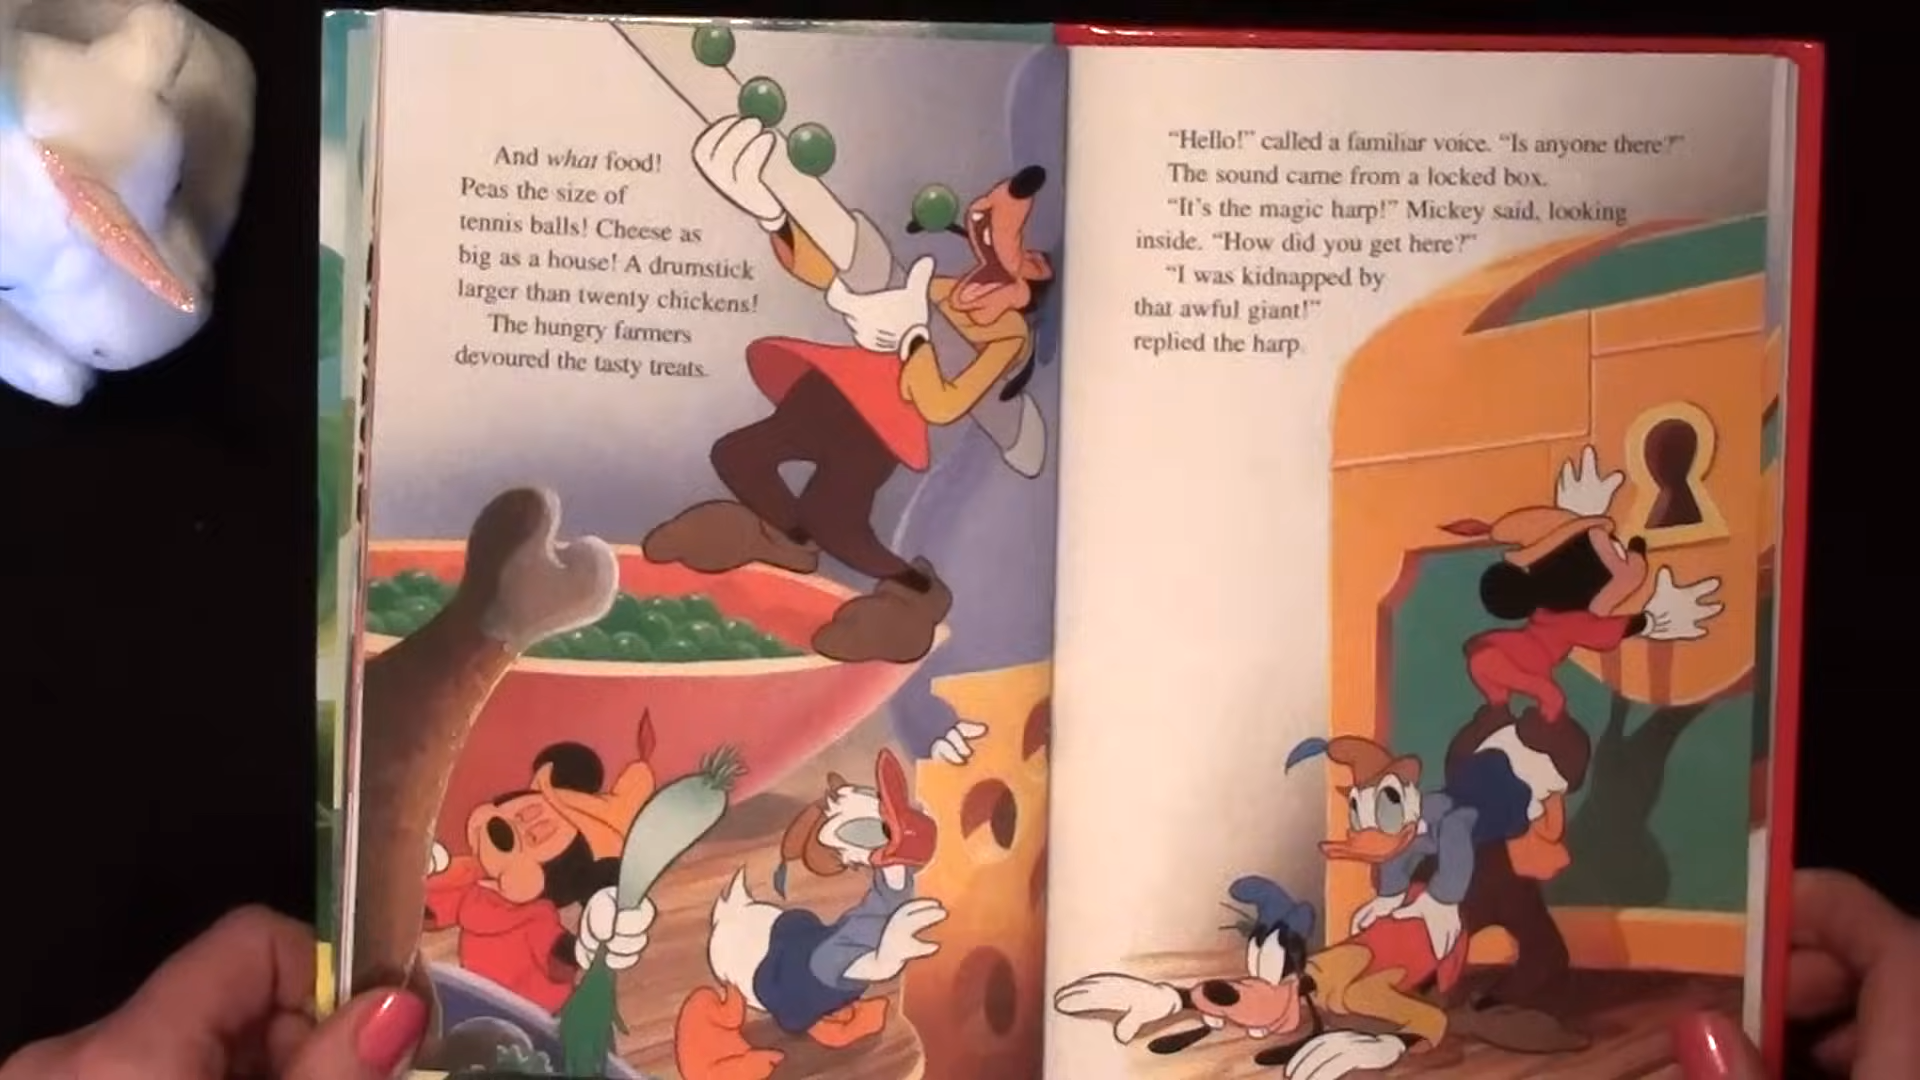 And what food!
Peas the size of
tennis balls! Cheese as
big as a house! A drumstick
larger than twenty chickens!
The hungry farmers
devoured the tasty treats.
“Hello!” called a familiar voice. “Is anyone there?”
The sound came from a locked box.
“It’s the magic harp!” Mickey said, looking
inside. “How did you get here?”
“I was kidnapped by
that awful giant!”
replied the harp.